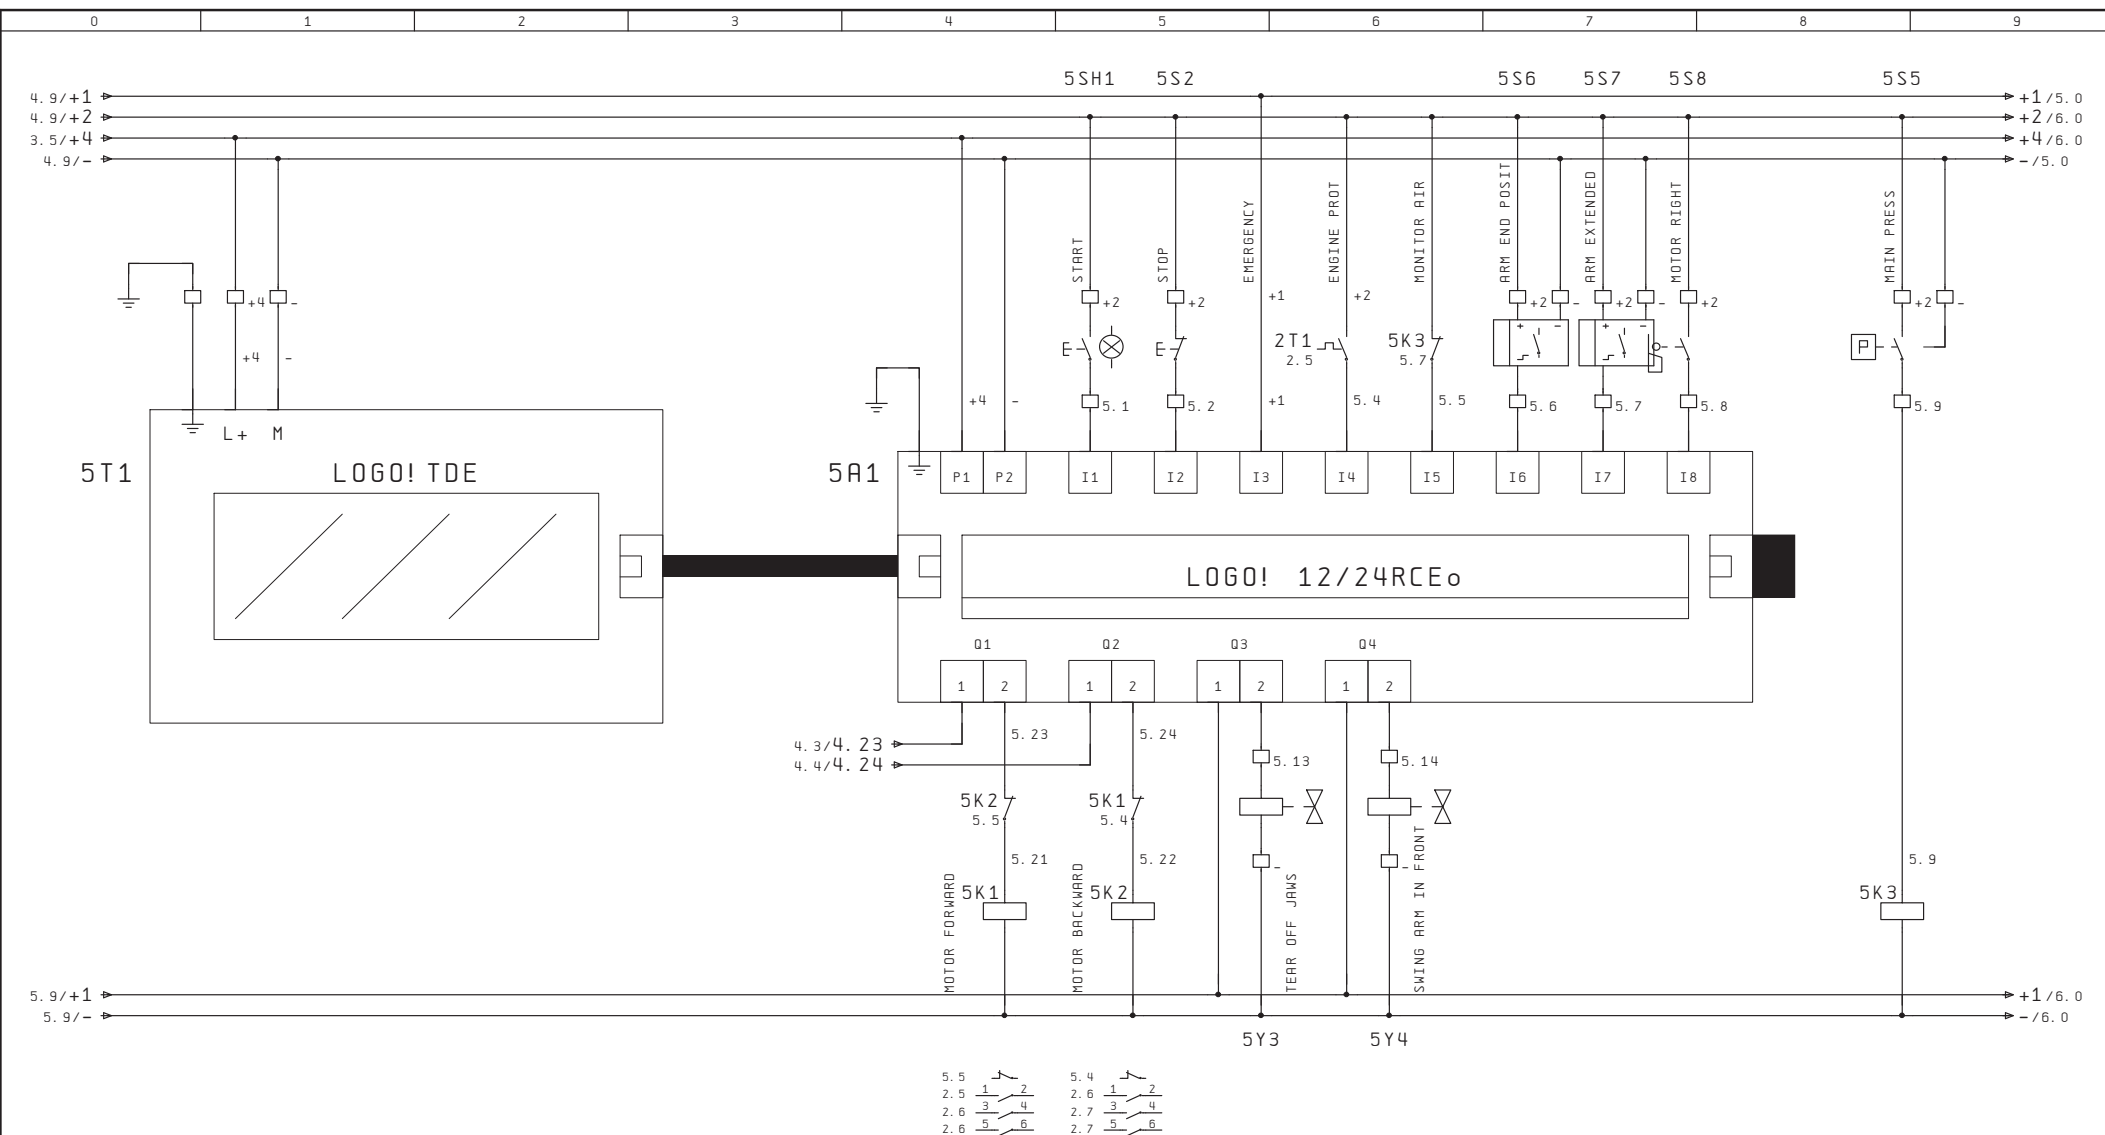 0 1 2 3 4 5 6 7 8 9
5SH1 5S2 5S6 5S7 5S8 5S5
4.9/+1 +1/5.0
4.9/+2 +2/6.0
3.5/+4 +4/6.0
4.9/- -/5.0
START
STOP
EMERGENCY
ENGINE PROT
MONITOR AIR
ARM END POSIT
ARM EXTENDED
MOTOR RIGHT
MAIN PRESS
+4 - +2 +2 +1 +2 +2 - +2 - +2 +2 -
+ - + -
E E 2T1 5K3 P
2.5 5.7
+4 -
+4 - 5.1 5.2 +1 5.4 5.5 5.6 5.7 5.8 5.9
L+ M
5T1 LOGO! TDE 5A1
P1 P2 I1 I2 I3 I4 I5 I6 I7 I8
LOGO! 12/24RCEo
Q1 Q2 Q3 Q4
1 2 1 2 1 2 1 2
5.23 5.24
4.3/4.23
4.4/4.24
5.13 5.14
5K2 5K1
5.5 5.4
5.21 5.22 - - 5.9
5K1 5K2 5K3
MOTOR FORWARD
MOTOR BACKWARD
TEAR OFF JAWS
SWING ARM IN FRONT
5.9/+1 +1/6.0
5.9/- -/6.0
5Y3 5Y4
5.5 5.4
2.5 1 2 2.6 1 2
2.6 3 4 2.7 3 4
2.6 5 6 2.7 5 6